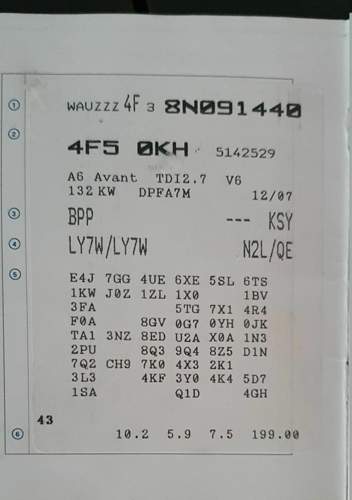 1 WAUZZZ 4F 3 8N091440
2
4F5 0KH 5142529
A6 Avant TDI2.7 V6
132 KW DPFA7M 12/07
3 BPP --- KSY
4 LY7W/LY7W N2L/QE
5 E4J 7GG 4UE 6XE 5SL 6TS
1KW J0Z 1ZL 1X0 1BV
3FA 5TG 7X1 4R4
F0A 8GV 0G7 0YH 0JK
TA1 3NZ 8ED U2A X0A 1N3
2PU 8Q3 9Q4 8Z5 D1N
7Q2 CH9 7K0 4X3 2K1
3L3 4KF 3Y0 4K4 5D7
1SA Q1D 4GH
43
6 10.2 5.9 7.5 199.00